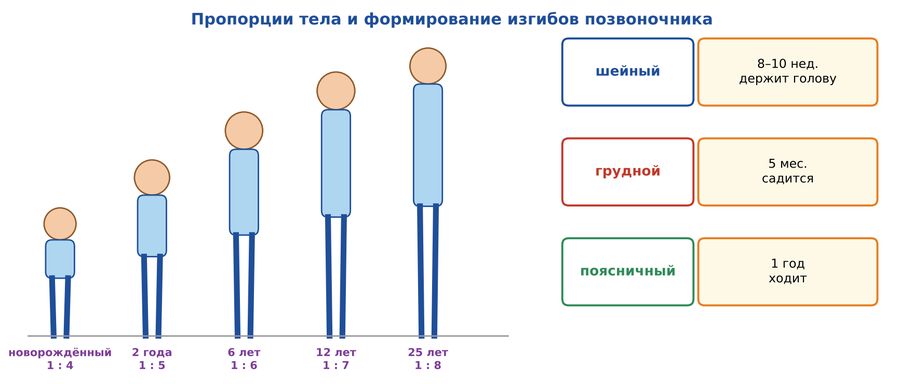 Пропорции тела и формирование изгибов позвоночника
шейный
8–10 нед.
держит голову
грудной
5 мес.
садится
поясничный
1 год
ходит
новорождённый
1 : 4
2 года
1 : 5
6 лет
1 : 6
12 лет
1 : 7
25 лет
1 : 8